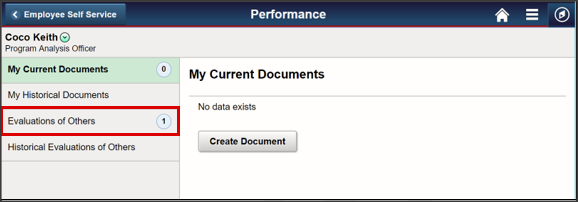 Employee Self Service
Performance
Coco Keith
Program Analysis Officer
My Current Documents 0
My Historical Documents
Evaluations of Others 1
Historical Evaluations of Others
My Current Documents
No data exists
Create Document